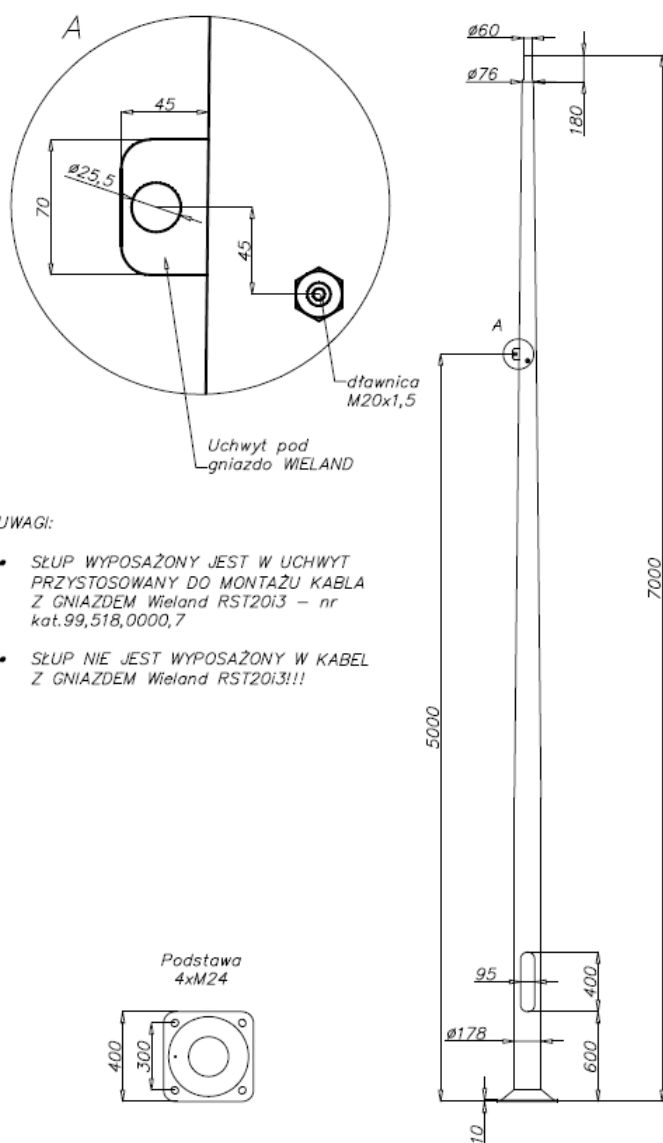 A
45
70
ø25,5
45
dławnica
M20x1,5
Uchwyt pod
gniazdo WIELAND
UWAGI:
• SŁUP WYPOSAŻONY JEST W UCHWYT
PRZYSTOSOWANY DO MONTAŻU KABLA
Z GNIAZDEM Wieland RST20i3 – nr
kat.99,518,0000,7
• SŁUP NIE JEST WYPOSAŻONY W KABEL
Z GNIAZDEM Wieland RST20i3!!!
Podstawa
4xM24
400
300
ø60
ø76
180
A
7000
5000
95
400
ø178
600
10